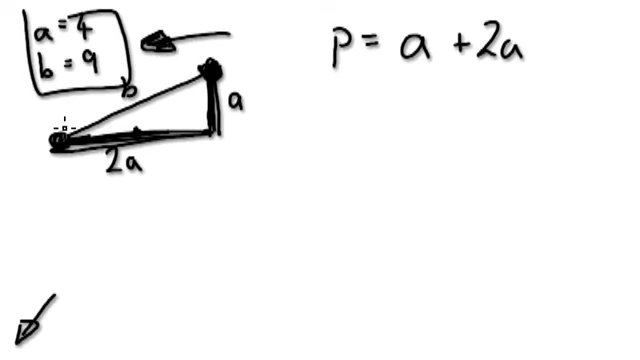 a = 4
b = 9
b
a
2a
P = a + 2a